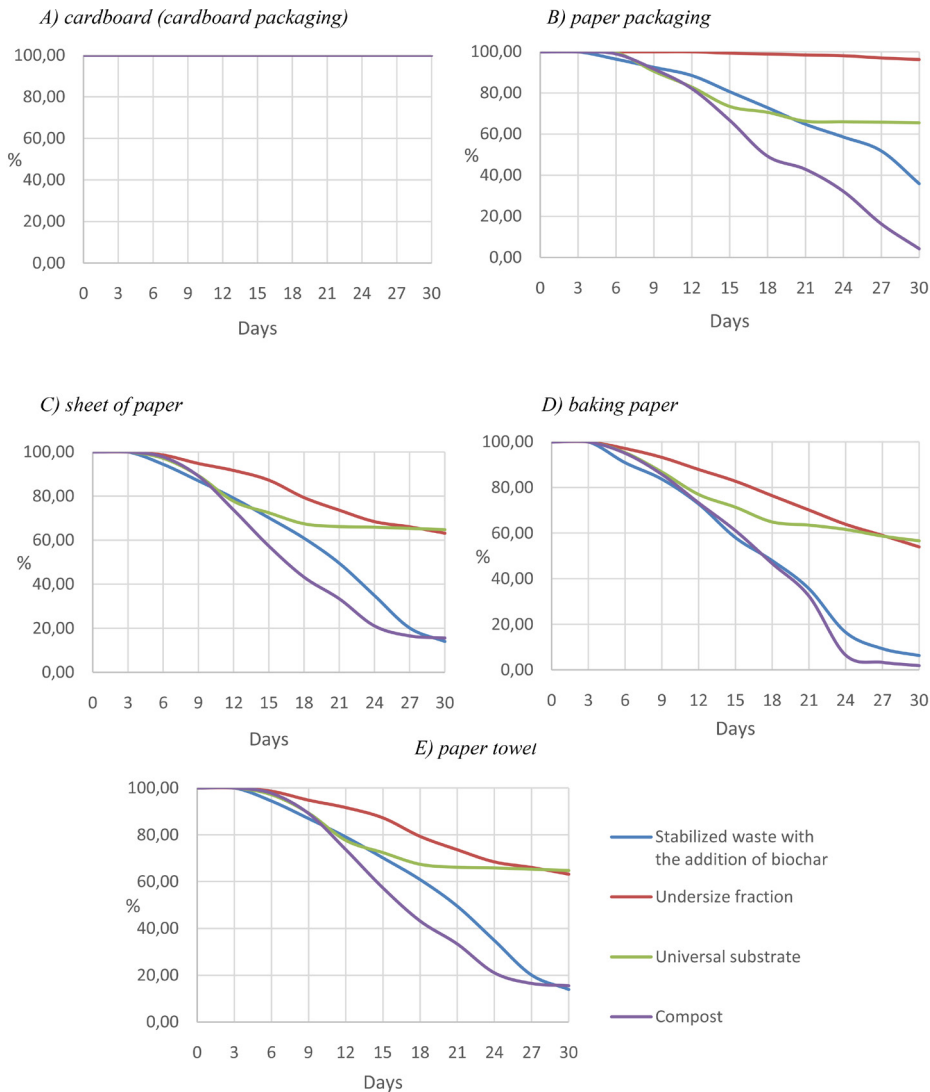 A) cardboard (cardboard packaging)
100,00
80,00
60,00
%
40,00
20,00
0,00
0 3 6 9 12 15 18 21 24 27 30
Days
B) paper packaging
100,00
80,00
60,00
%
40,00
20,00
0,00
0 3 6 9 12 15 18 21 24 27 30
Days
C) sheet of paper
100,00
80,00
60,00
%
40,00
20,00
0,00
0 3 6 9 12 15 18 21 24 27 30
Days
D) baking paper
100,00
80,00
60,00
%
40,00
20,00
0,00
0 3 6 9 12 15 18 21 24 27 30
Days
E) paper towet
100,00
80,00
60,00
%
40,00
20,00
0,00
0 3 6 9 12 15 18 21 24 27 30
Days
Stabilized waste with
the addition of biochar
Undersize fraction
Universal substrate
Compost